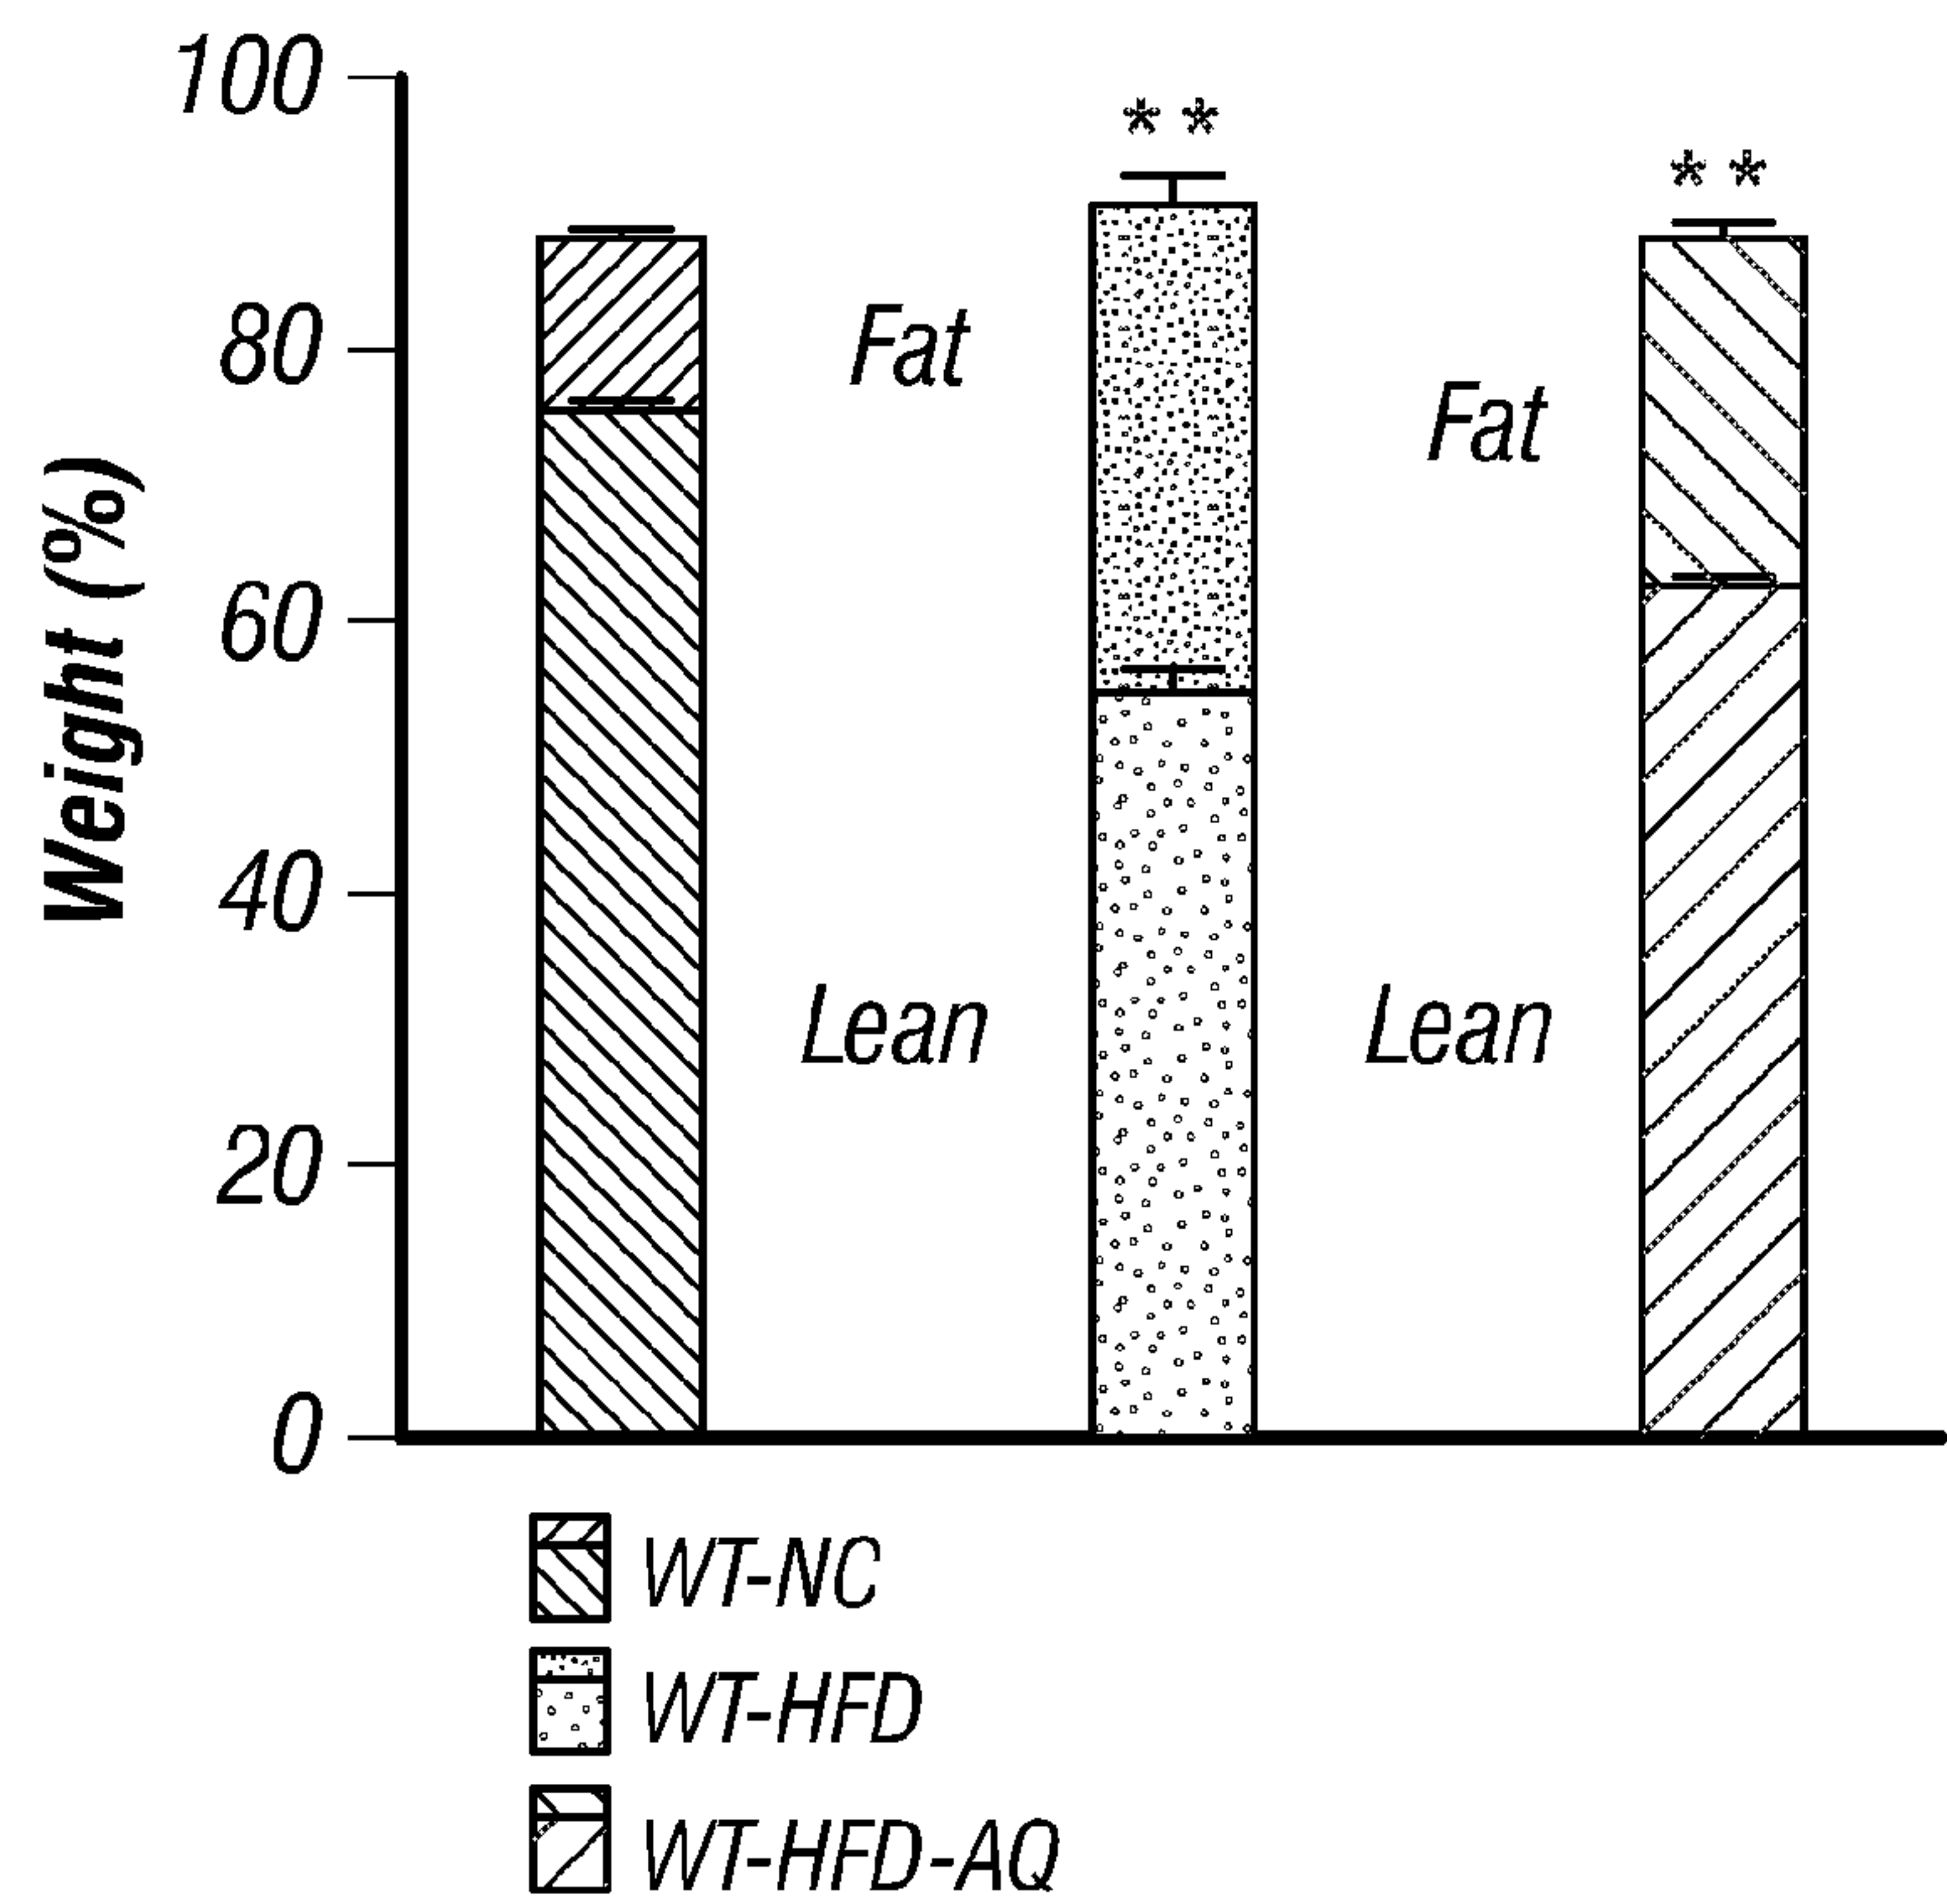 100
**
**
80
Fat
Fat
Weight (%)
60
40
Lean
Lean
20
0
WT-NC
WT-HFD
WT-HFD-AQ